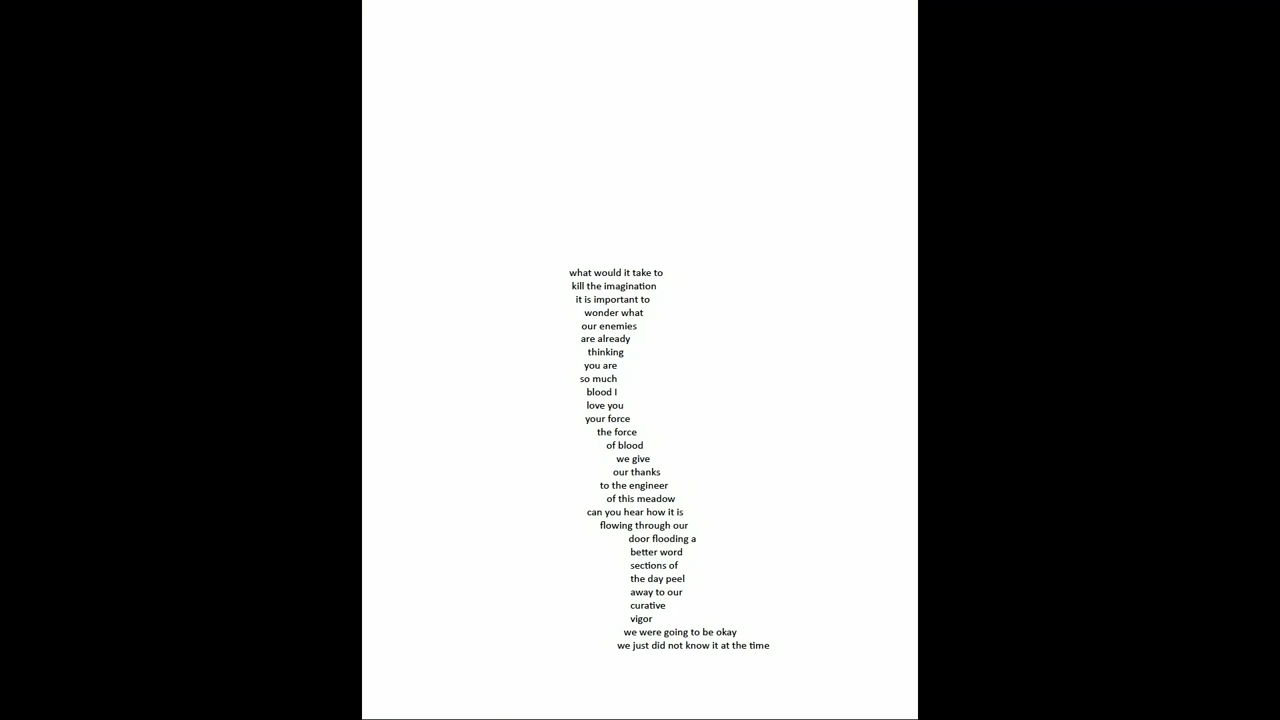 what would it take to
kill the imagination
it is important to
wonder what
our enemies
are already
thinking
you are
so much
blood I
love you
your force
the force
of blood
we give
our thanks
to the engineer
of this meadow
can you hear how it is
flowing through our
door flooding a
better word
sections of
the day peel
away to our
curative
vigor
we were going to be okay
we just did not know it at the time